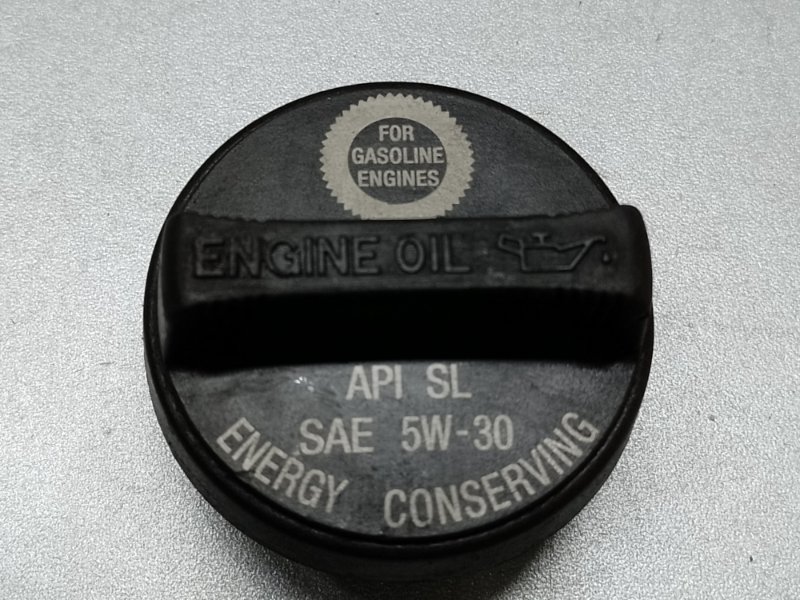 FOR
GASOLINE
ENGINES
ENGINE OIL
API SL
SAE 5W-30
ENERGY CONSERVING